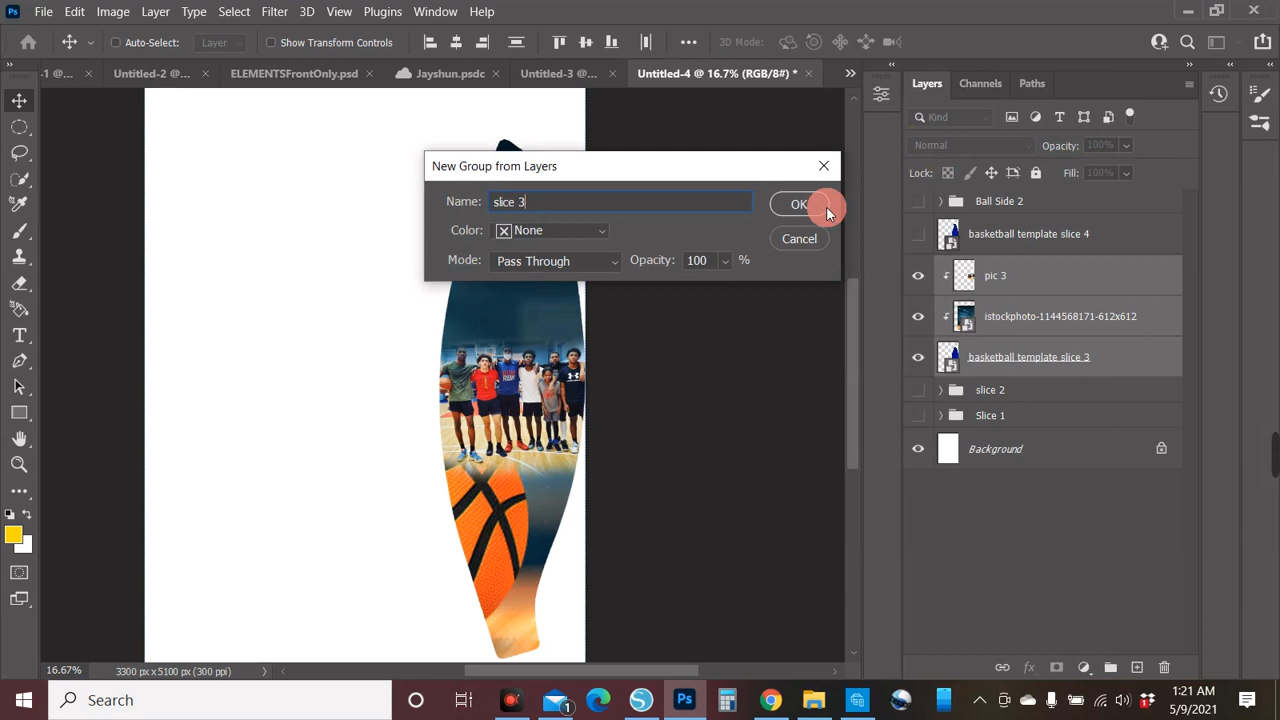 Ps File Edit Image Layer Type Select Filter 3D View Plugins Window Help
Auto-Select: Layer Show Transform Controls 3D Mode:
-1 @... Untitled-2 @ ... ELEMENTSFrontOnly.psd Jayshun.psdc Untitled-3 @ ... Untitled-4 @ 16.7% (RGB/8#) *
Layers Channels Paths
Kind
Normal Opacity: 100%
Lock: Fill: 100%
New Group from Layers
Name: slice 3 OK
Color: None Cancel
Mode: Pass Through Opacity: 100 %
Ball Side 2
basketball template slice 4
pic 3
istockphoto-1144568171-612x612
basketball template slice 3
slice 2
Slice 1
Background
16.67% 3300 px x 5100 px (300 ppi)
fx
Search
1
Ps
1:21 AM
5/9/2021